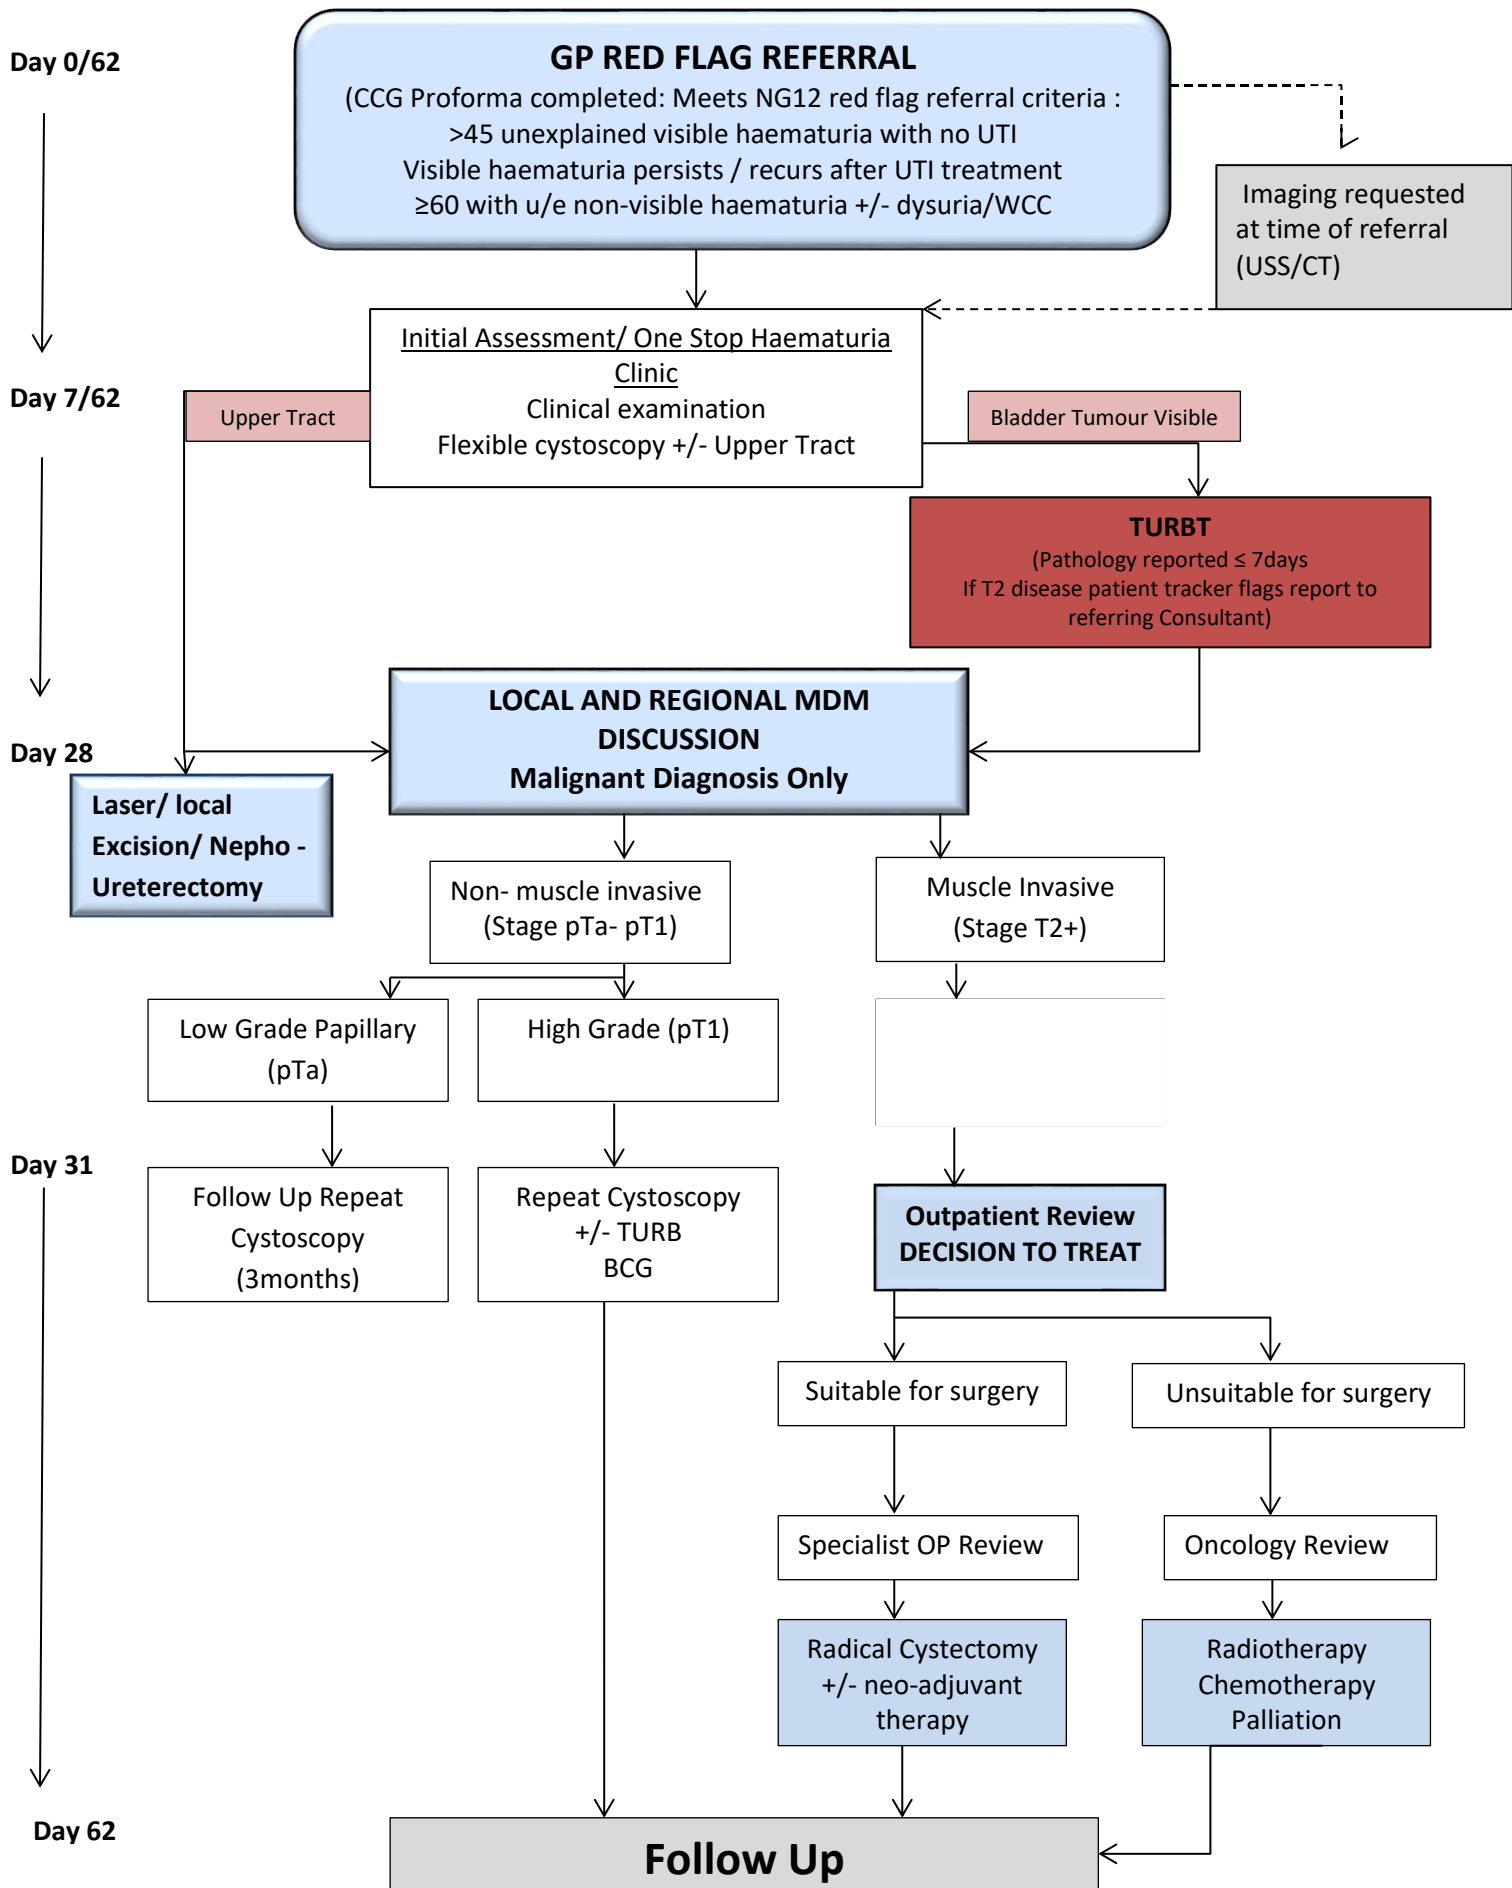 Day 0/62
GP RED FLAG REFERRAL
(CCG Proforma completed: Meets NG12 red flag referral criteria :
>45 unexplained visible haematuria with no UTI
Visible haematuria persists / recurs after UTI treatment
≥60 with u/e non-visible haematuria +/- dysuria/WCC
Imaging requested
at time of referral
(USS/CT)
Initial Assessment/ One Stop Haematuria
Clinic
Clinical examination
Flexible cystoscopy +/- Upper Tract
Day 7/62
Upper Tract
Bladder Tumour Visible
TURBT
(Pathology reported ≤ 7days
If T2 disease patient tracker flags report to
referring Consultant)
LOCAL AND REGIONAL MDM
DISCUSSION
Malignant Diagnosis Only
Day 28
Laser/ local
Excision/ Nepho -
Ureterectomy
Non- muscle invasive
(Stage pTa- pT1)
Muscle Invasive
(Stage T2+)
Low Grade Papillary
(pTa)
High Grade (pT1)
Day 31
Follow Up Repeat
Cystoscopy
(3months)
Repeat Cystoscopy
+/- TURB
BCG
Outpatient Review
DECISION TO TREAT
Suitable for surgery
Unsuitable for surgery
Specialist OP Review
Oncology Review
Radical Cystectomy
+/- neo-adjuvant
therapy
Radiotherapy
Chemotherapy
Palliation
Day 62
Follow Up